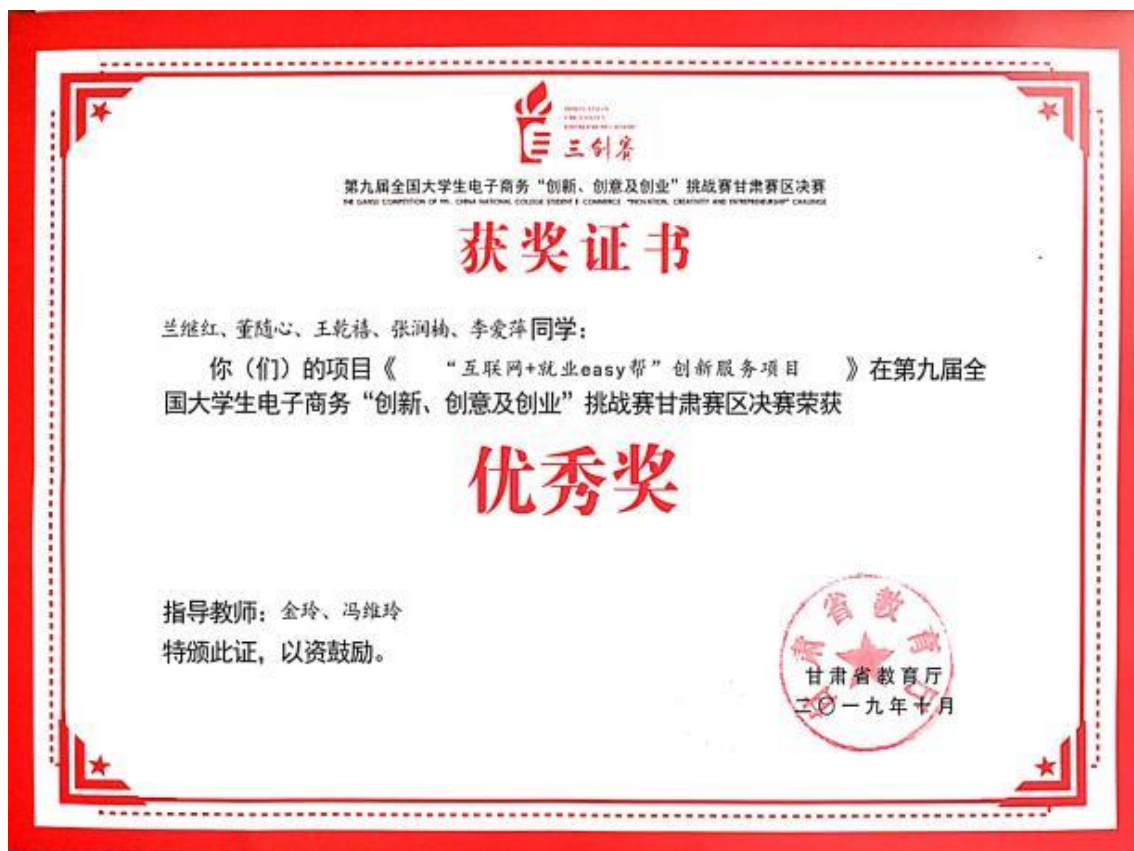 三创赛
第九届全国大学生电子商务“创新、创意及创业”挑战赛甘肃赛区决赛
获奖证书
兰继红、董随心、王乾禧、张润楠、李爱萍同学：
你（们）的项目《 “互联网+就业easy帮”创新服务项目 》在第九届全
国大学生电子商务“创新、创意及创业”挑战赛甘肃赛区决赛荣获
优秀奖
指导教师：金玲、冯维玲
特颁此证，以资鼓励。
甘肃省教育厅
甘肃省教育厅
二〇一九年十月